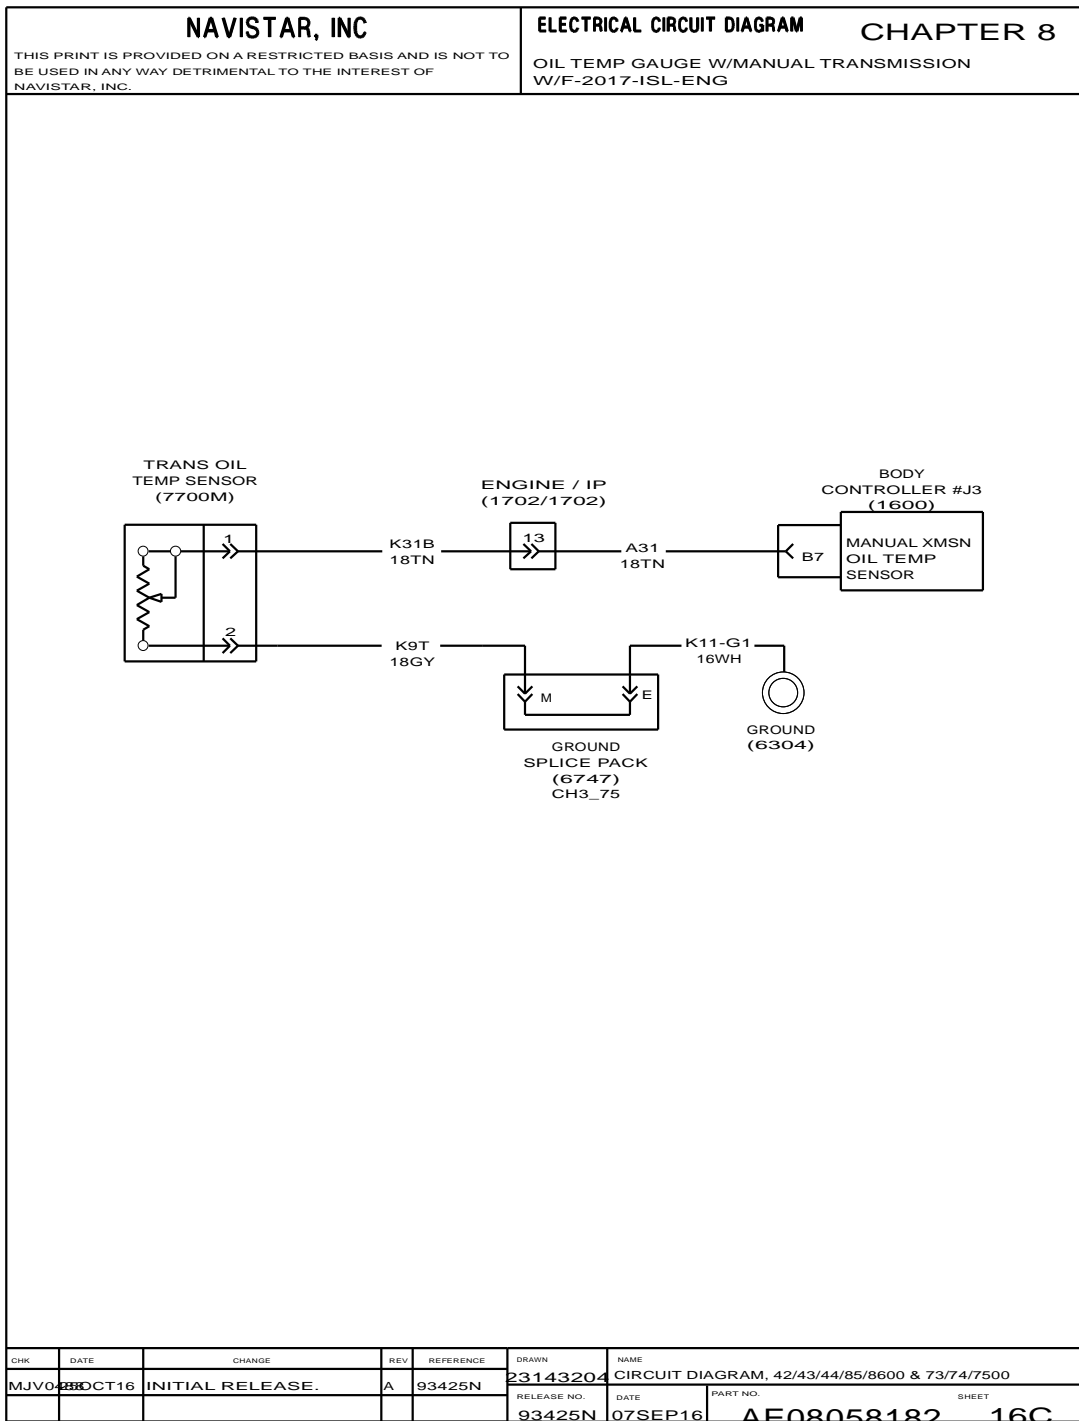 NAVISTAR, INC
THIS PRINT IS PROVIDED ON A RESTRICTED BASIS AND IS NOT TO
BE USED IN ANY WAY DETRIMENTAL TO THE INTEREST OF
NAVISTAR, INC.
ELECTRICAL CIRCUIT DIAGRAM
CHAPTER 8
OIL TEMP GAUGE W/MANUAL TRANSMISSION
W/F-2017-ISL-ENG
TRANS OIL
TEMP SENSOR
(7700M)
1
2
K31B
18TN
ENGINE / IP
(1702/1702)
13
A31
18TN
BODY
CONTROLLER #J3
(1600)
B7
MANUAL XMSN
OIL TEMP
SENSOR
K9T
18GY
M
E
GROUND
SPLICE PACK
(6747)
CH3_75
K11-G1
16WH
GROUND
(6304)
CHK DATE CHANGE REV REFERENCE
INITIAL RELEASE. A 93425N
DRAWN
23143204
NAME
CIRCUIT DIAGRAM, 42/43/44/85/8600 & 73/74/7500
RELEASE NO.
93425N
DATE
07SEP16
PART NO.
AE08058182
SHEET
16C